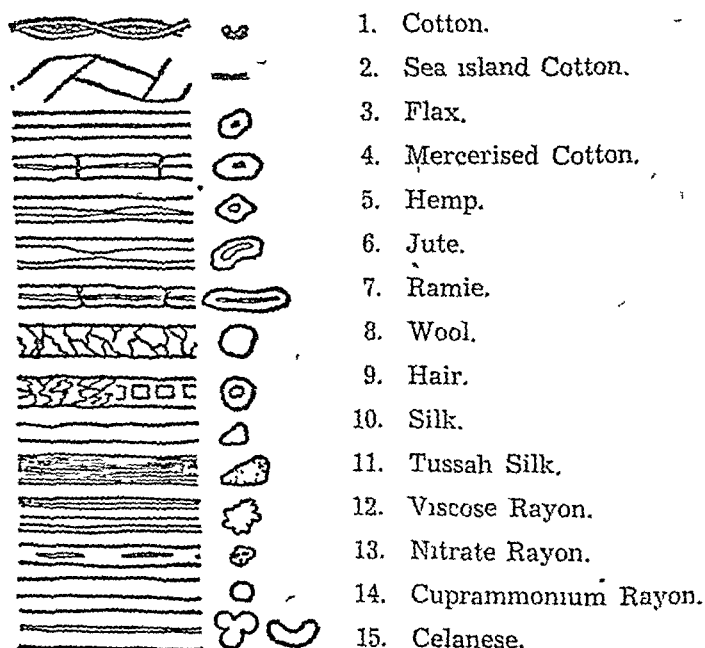 1. Cotton.
2. Sea island Cotton.
3. Flax.
4. Mercerised Cotton.
5. Hemp.
6. Jute.
7. Ramie.
8. Wool.
9. Hair.
10. Silk.
11. Tussah Silk.
12. Viscose Rayon.
13. Nitrate Rayon.
14. Cuprammonium Rayon.
15. Celanese.